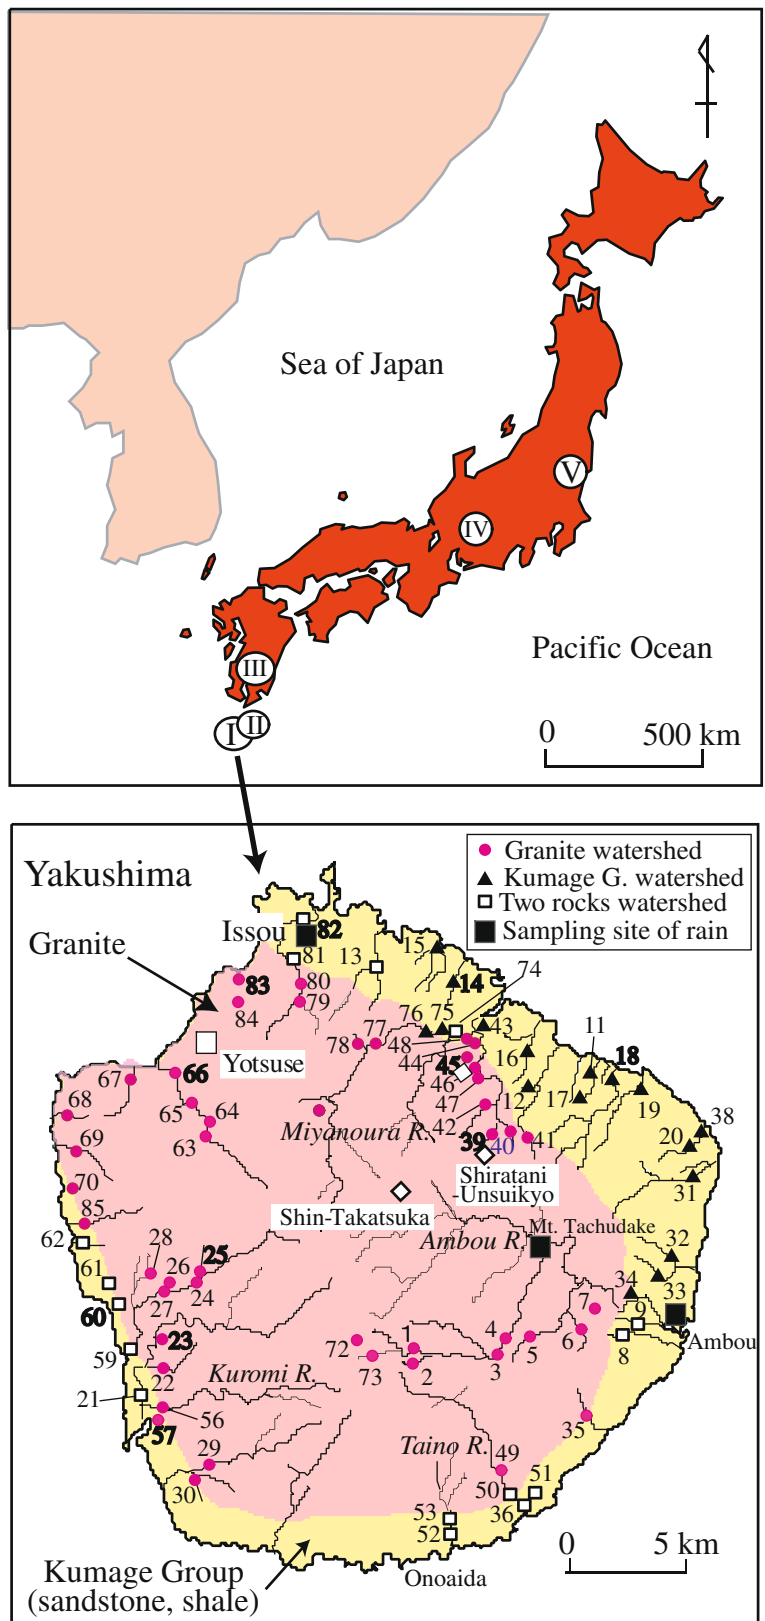 Sea of Japan
V
IV
Pacific Ocean
III
I
II
0
500 km
Yakushima
Granite watershed
Kumage G. watershed
Two rocks watershed
Sampling site of rain
Granite
Issou
82
81
13
15
14
74
83
80
84
79
76
75
43
11
78
77
48
44
16
18
Yotsuse
45
46
67
66
12
17
19
68
65
64
47
42
38
63
Miyanoura R.
39
40
41
20
69
Shiratani
-Unsuikyo
31
70
85
Shin-Takatsuka
Mt. Tachudake
62
Ambou R.
28
25
32
61
26
27
24
34
33
60
7
9
23
1
4
6
8
Ambou
59
72
5
22
73
2
3
Kuromi R.
21
56
57
35
29
Taino R.
49
30
50
51
53
36
52
0
5 km
Kumage Group
(sandstone, shale)
Onoaida